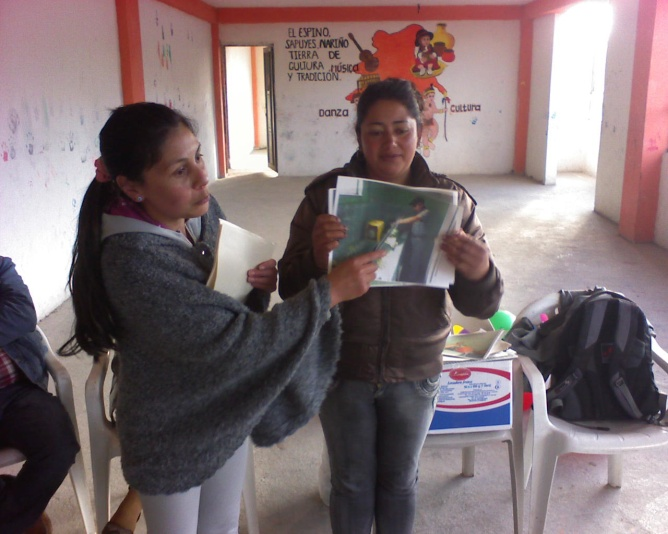 EL ESPINO,
SAPUYES NARIÑO
TIERRA DE
CULTURA, MÚSICA
Y TRADICIÓN.
Danza
Cultura